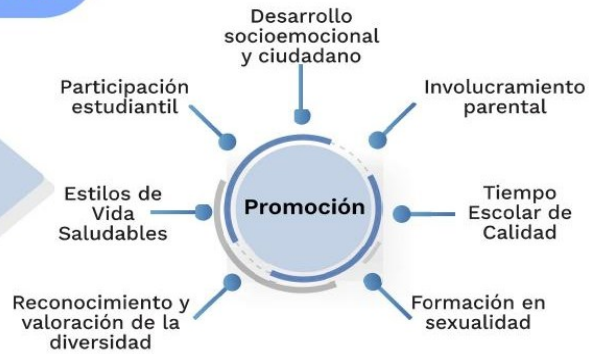 Desarrollo
socioemocional
y ciudadano
Participación
estudiantil
Involucramiento
parental
Estilos de
Vida
Saludables
Promoción
Tiempo
Escolar de
Calidad
Reconocimiento y
valoración de la
diversidad
Formación en
sexualidad